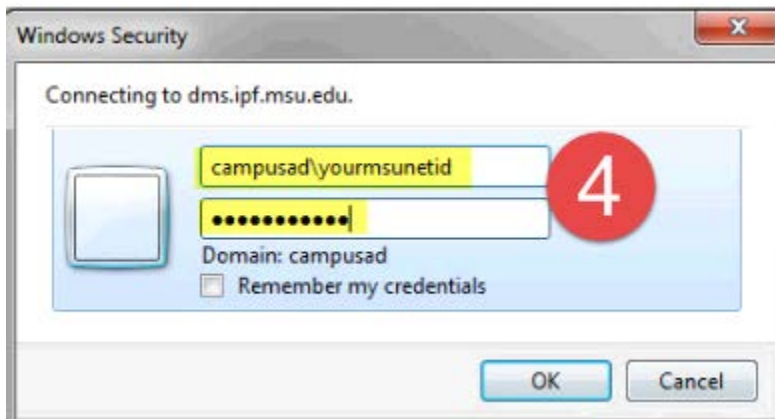 Windows Security
Connecting to dms.ipf.msu.edu.
campusad\yourmsunetid
●●●●●●●●●●●
4
Domain: campusad
Remember my credentials
OK
Cancel